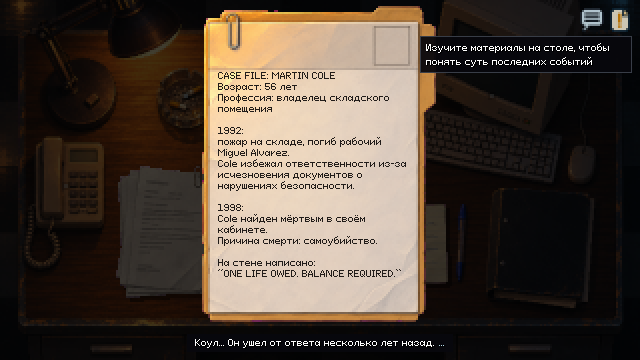 Изучите материалы на столе, чтобы
понять суть последних событий
CASE FILE: MARTIN COLE
Возраст: 56 лет
Профессия: владелец складского
помещения
1992:
пожар на складе, погиб рабочий
Miguel Alvarez.
Cole избежал ответственности из-за
исчезновения документов о
нарушениях безопасности.
1998:
Cole найден мёртвым в своём
кабинете.
Причина смерти: самоубийство.
На стене написано:
``ONE LIFE OWED. BALANCE REQUIRED.``
Коул... Он ушел от ответа несколько лет назад. ...